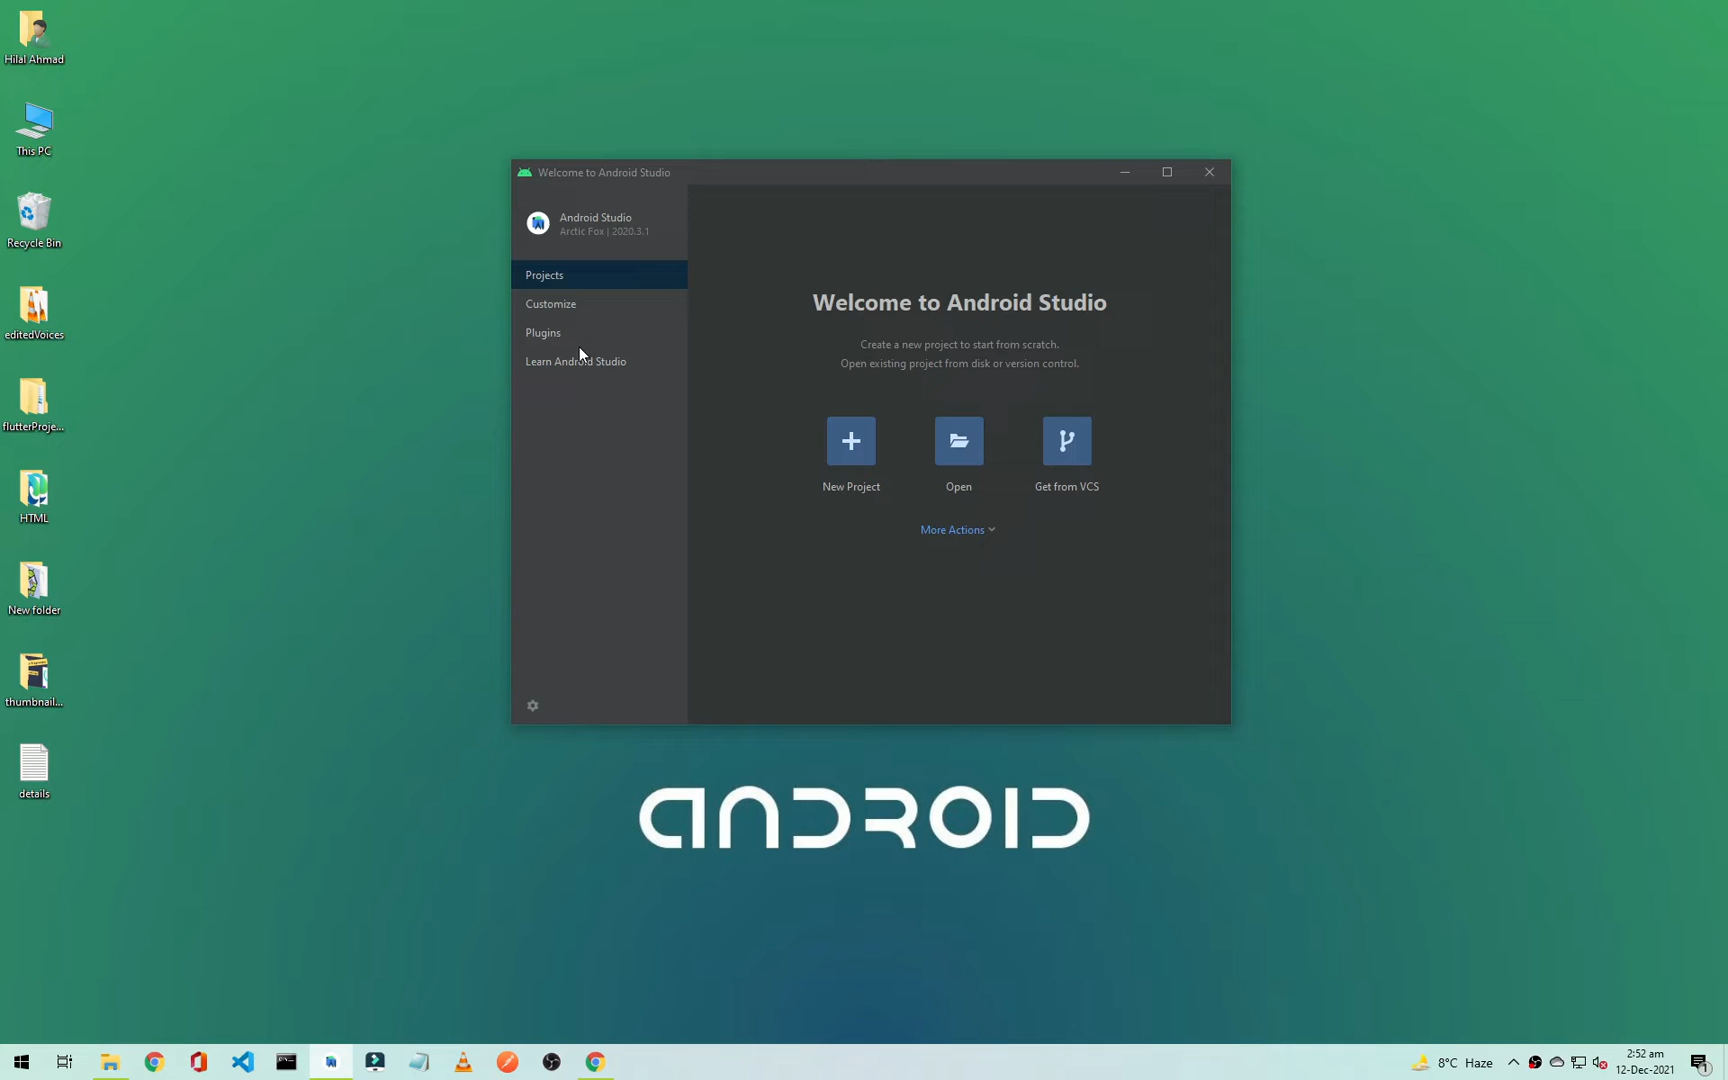 Hilal Ahmad
This PC
Recycle Bin
editedVoices
flutterProje...
HTML
New folder
thumbnail...
details
Welcome to Android Studio
Android Studio
Arctic Fox | 2020.3.1
Projects
Customize
Plugins
Learn Android Studio
Welcome to Android Studio
Create a new project to start from scratch.
Open existing project from disk or version control.
New Project
Open
Get from VCS
More Actions
ANDROID
8°C Haze
2:52 am
12-Dec-2021
1